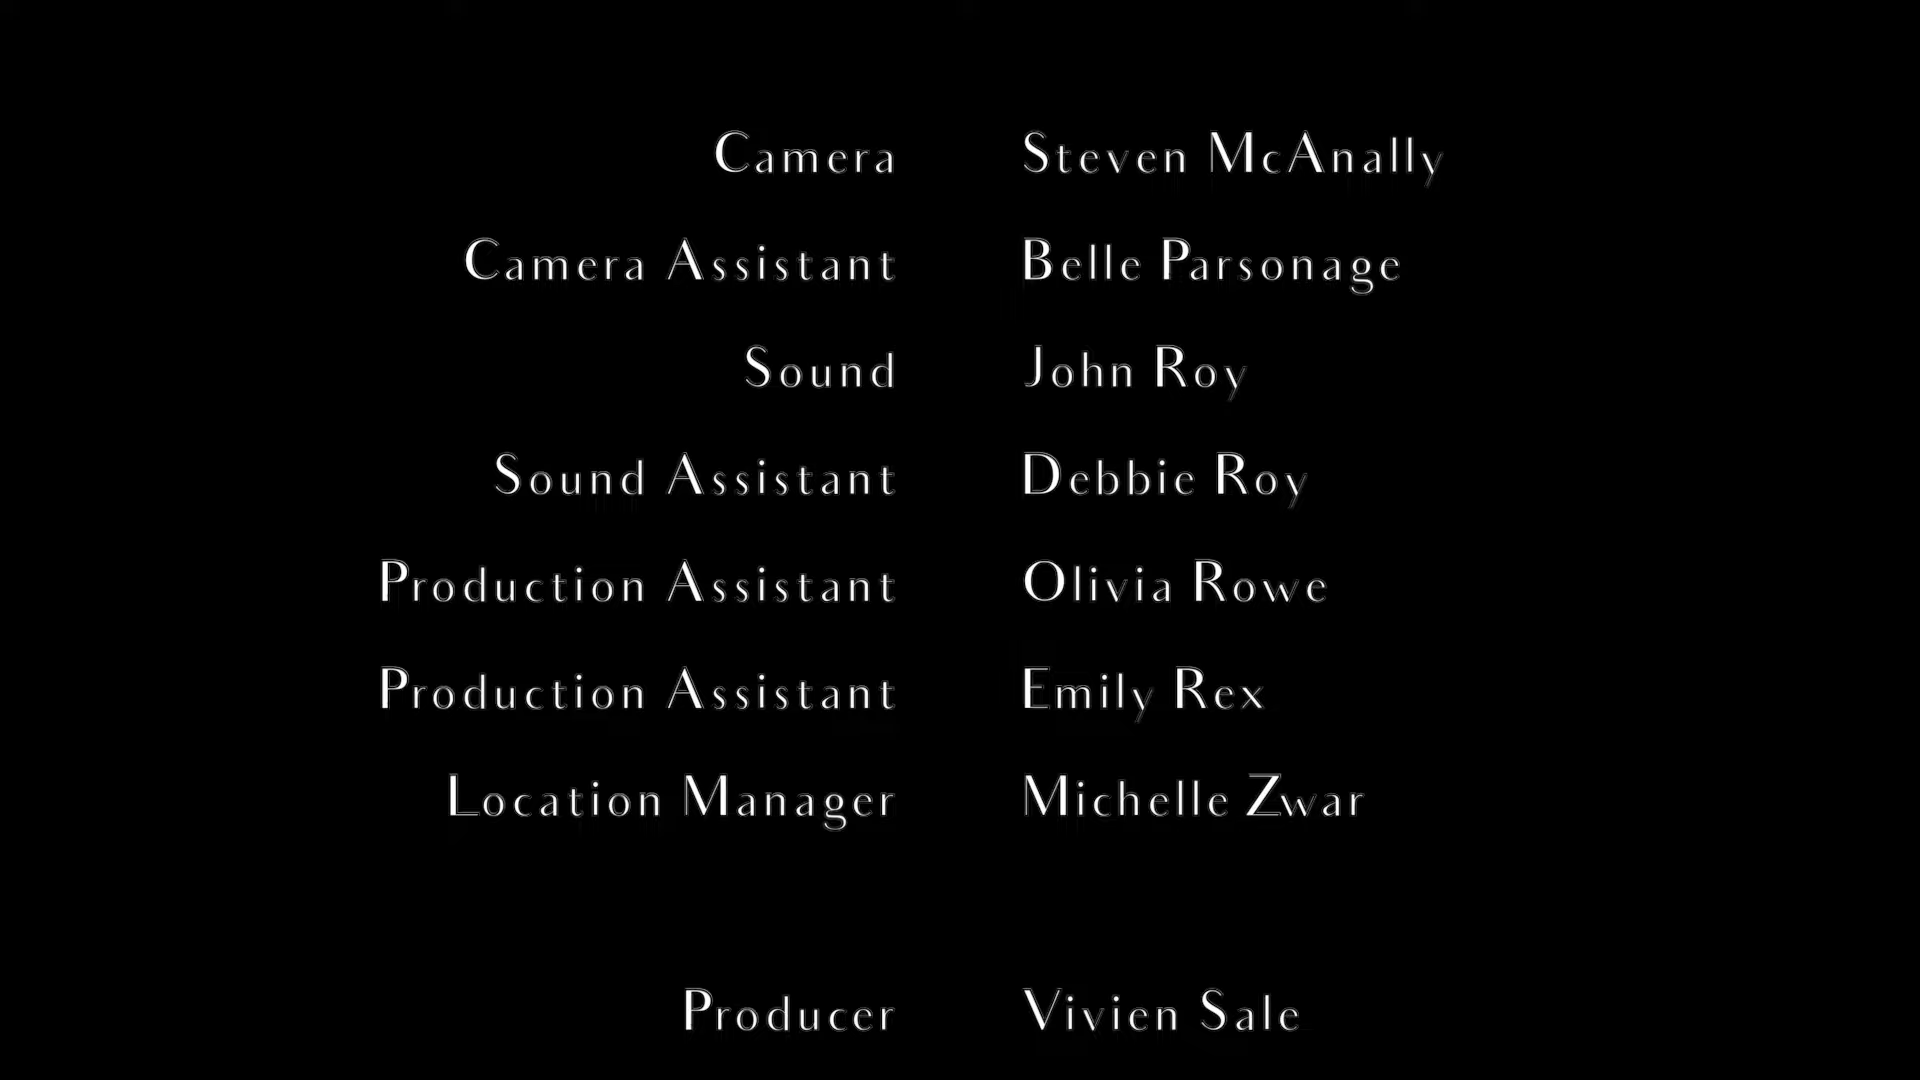 Camera Steven McAnally
Camera Assistant Belle Parsonage
Sound John Roy
Sound Assistant Debbie Roy
Production Assistant Olivia Rowe
Production Assistant Emily Rex
Location Manager Michelle Zwar
Producer Vivien Sale